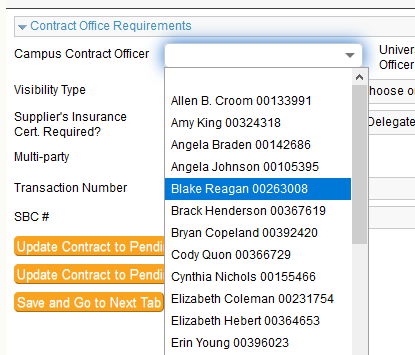 Contract Office Requirements
Campus Contract Officer
Univer
Officer
Visibility Type
hoose or
Supplier's Insurance
Cert. Required?
Delegate
Multi-party
Transaction Number
SBC #
Update Contract to Pendi
Update Contract to Pendi
Save and Go to Next Tab
Allen B. Croom 00133991
Amy King 00324318
Angela Braden 00142686
Angela Johnson 00105395
Blake Reagan 00263008
Brack Henderson 00367619
Bryan Copeland 00392420
Cody Quon 00366729
Cynthia Nichols 00155466
Elizabeth Coleman 00231754
Elizabeth Hebert 00364653
Erin Young 00396023